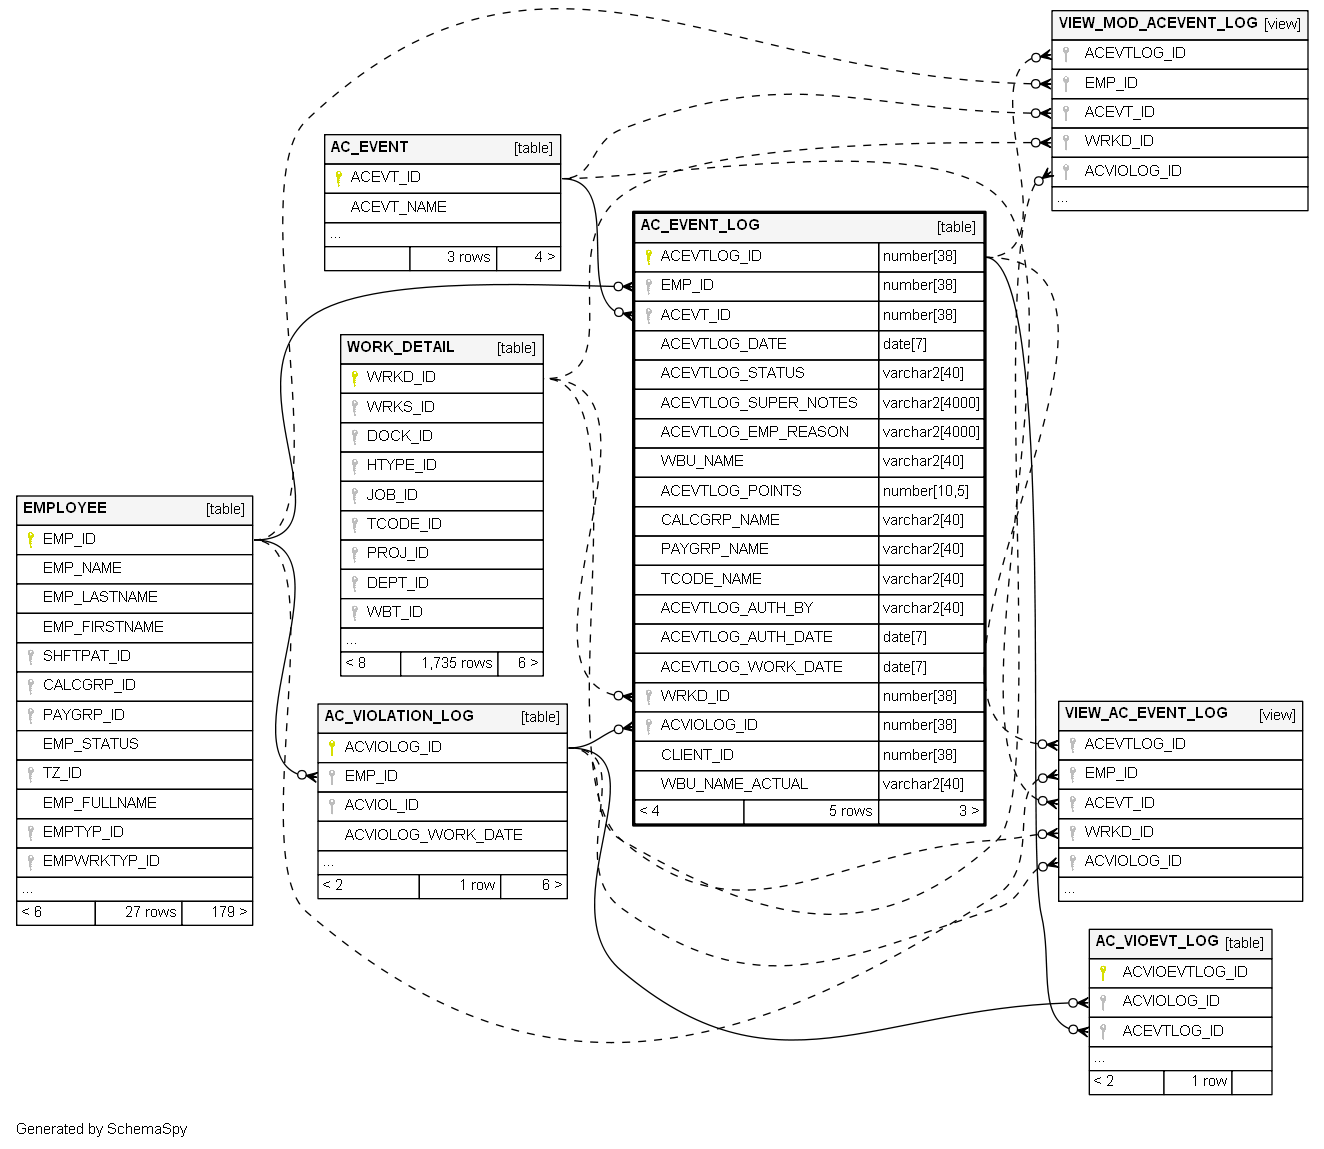 VIEW_MOD_ACEVENT_LOG [view]
ACEVTLOG_ID
EMP_ID
ACEVT_ID
WRKD_ID
ACVIOLOG_ID
...
AC_EVENT [table]
ACEVT_ID
ACEVT_NAME
...
3 rows 4 >
AC_EVENT_LOG [table]
ACEVTLOG_ID number[38]
EMP_ID number[38]
ACEVT_ID number[38]
ACEVTLOG_DATE date[7]
ACEVTLOG_STATUS varchar2[40]
ACEVTLOG_SUPER_NOTES varchar2[4000]
ACEVTLOG_EMP_REASON varchar2[4000]
WBU_NAME varchar2[40]
ACEVTLOG_POINTS number[10,5]
CALCGRP_NAME varchar2[40]
PAYGRP_NAME varchar2[40]
TCODE_NAME varchar2[40]
ACEVTLOG_AUTH_BY varchar2[40]
ACEVTLOG_AUTH_DATE date[7]
ACEVTLOG_WORK_DATE date[7]
WRKD_ID number[38]
ACVIOLOG_ID number[38]
CLIENT_ID number[38]
WBU_NAME_ACTUAL varchar2[40]
< 4 5 rows 3 >
WORK_DETAIL [table]
WRKD_ID
WRKS_ID
DOCK_ID
HTYPE_ID
JOB_ID
TCODE_ID
PROJ_ID
DEPT_ID
WBT_ID
...
< 8 1,735 rows 6 >
EMPLOYEE [table]
EMP_ID
EMP_NAME
EMP_LASTNAME
EMP_FIRSTNAME
SHFTPAT_ID
CALCGRP_ID
PAYGRP_ID
EMP_STATUS
TZ_ID
EMP_FULLNAME
EMPTYP_ID
EMPWRKTYP_ID
...
< 6 27 rows 179 >
AC_VIOLATION_LOG [table]
ACVIOLOG_ID
EMP_ID
ACVIOL_ID
ACVIOLOG_WORK_DATE
...
< 2 1 row 6 >
VIEW_AC_EVENT_LOG [view]
ACEVTLOG_ID
EMP_ID
ACEVT_ID
WRKD_ID
ACVIOLOG_ID
...
AC_VIOEVT_LOG [table]
ACVIOEVTLOG_ID
ACVIOLOG_ID
ACEVTLOG_ID
...
< 2 1 row
Generated by SchemaSpy